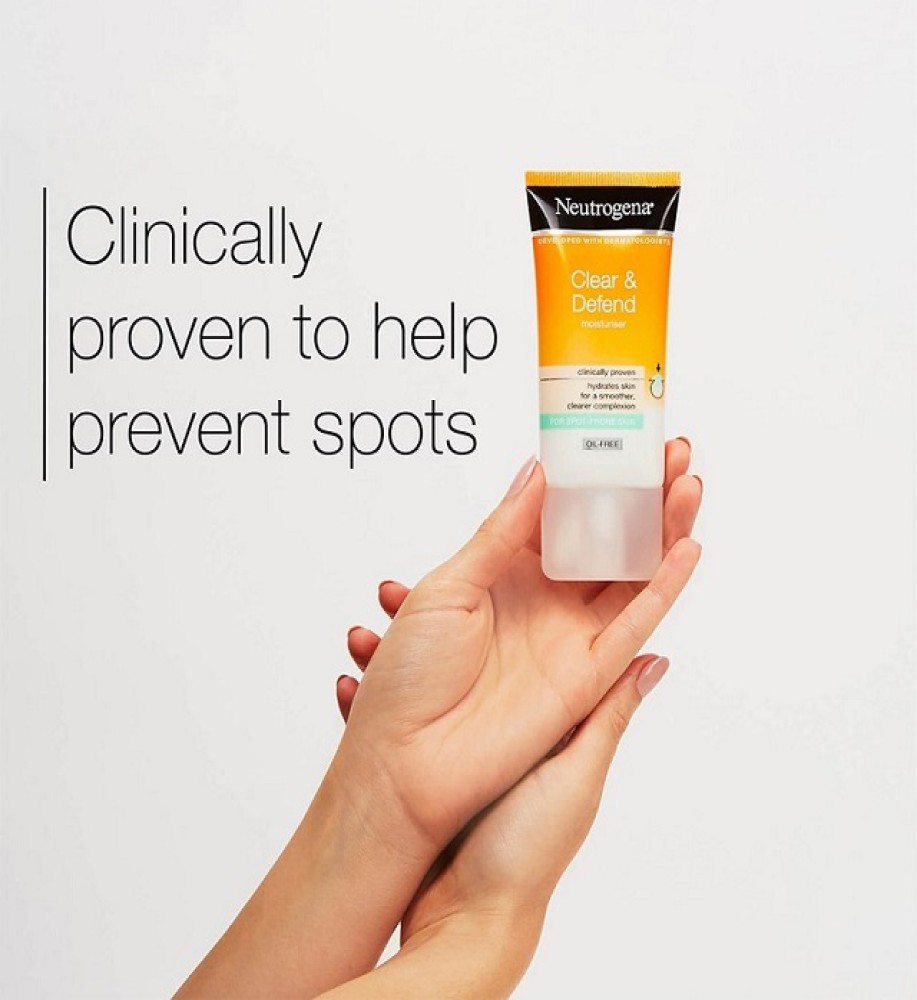 Clinically
proven to help
prevent spots
Neutrogena®
DEVELOPED WITH DERMATOLOGISTS
Clear &
Defend
moisturiser
clinically proven
hydrates skin
for a smoother,
clearer complexion
FOR SPOT-PRONE SKIN
OIL-FREE